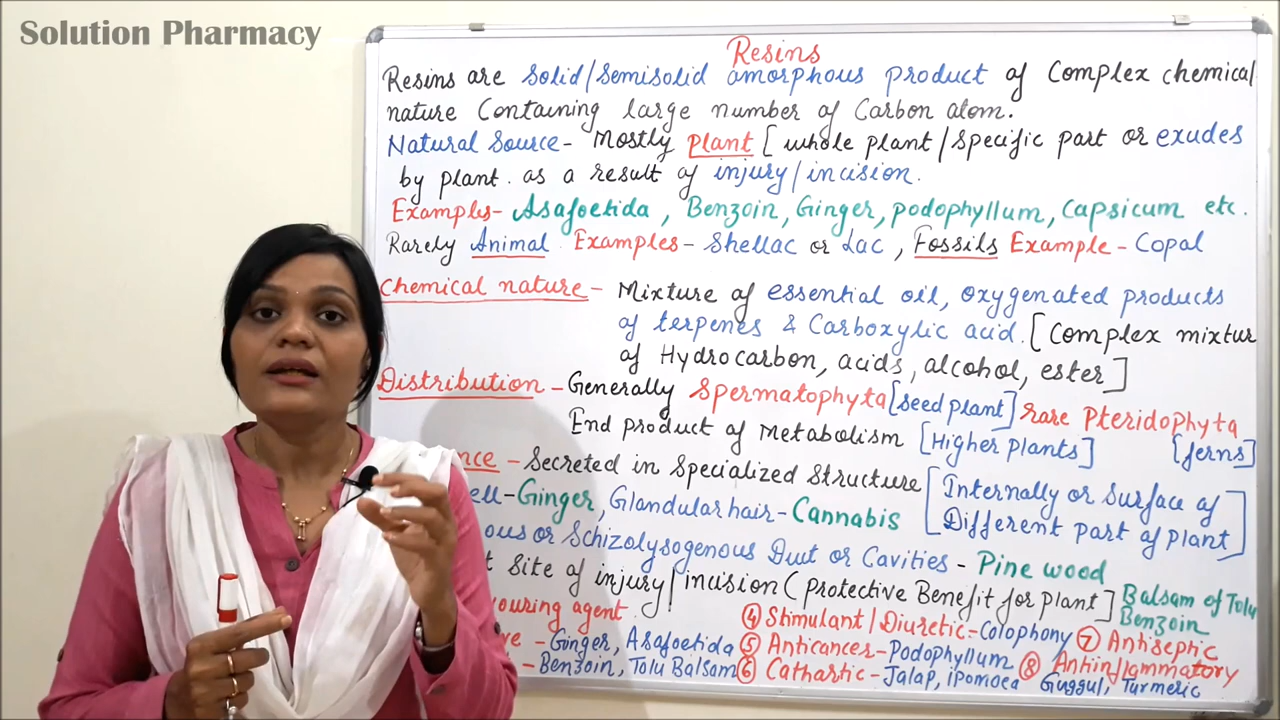 Solution Pharmacy
Resins
Resins are Solid/Semisolid amorphous product of Complex chemical
nature Containing large number of Carbon atom.
Natural Source - Mostly plant [whole plant/specific part or exudes
by plant. as a result of injury/incision.
Examples - Asafoetida, Benzoin, Ginger, podophyllum, Capsicum etc.
Rarely Animal Examples - Shellac or Lac, Fossils Example - Copal
Chemical nature - Mixture of essential oil, oxygenated products
of terpenes & Carboxylic acid. [Complex mixtur
of Hydrocarbon, acids, alcohol, ester]
Distribution - Generally Spermatophyta [seed plant] rare Pteridophyta
End product of Metabolism [Higher plants] [ferns]
nce - Secreted in Specialized Structure [Internally or Surface of
Different part of plant]
ell - Ginger, Glandular hair - Cannabis
ous or Schizolysogenous Duct or Cavities - Pine wood
t Site of injury/incision (Protective Benefit for plant] Balsam of Tolu
Benzoin
vouring agent. ④ Stimulant/Diuretic - Colophony ⑦ Antiseptic
ve - Ginger, Asafoetida ⑤ Anticancer - Podophyllum ⑧ Antiinflammatory
- Benzoin, Tolu Balsam ⑥ Cathartic - Jalap, ipomoea Guggul, Turmeric